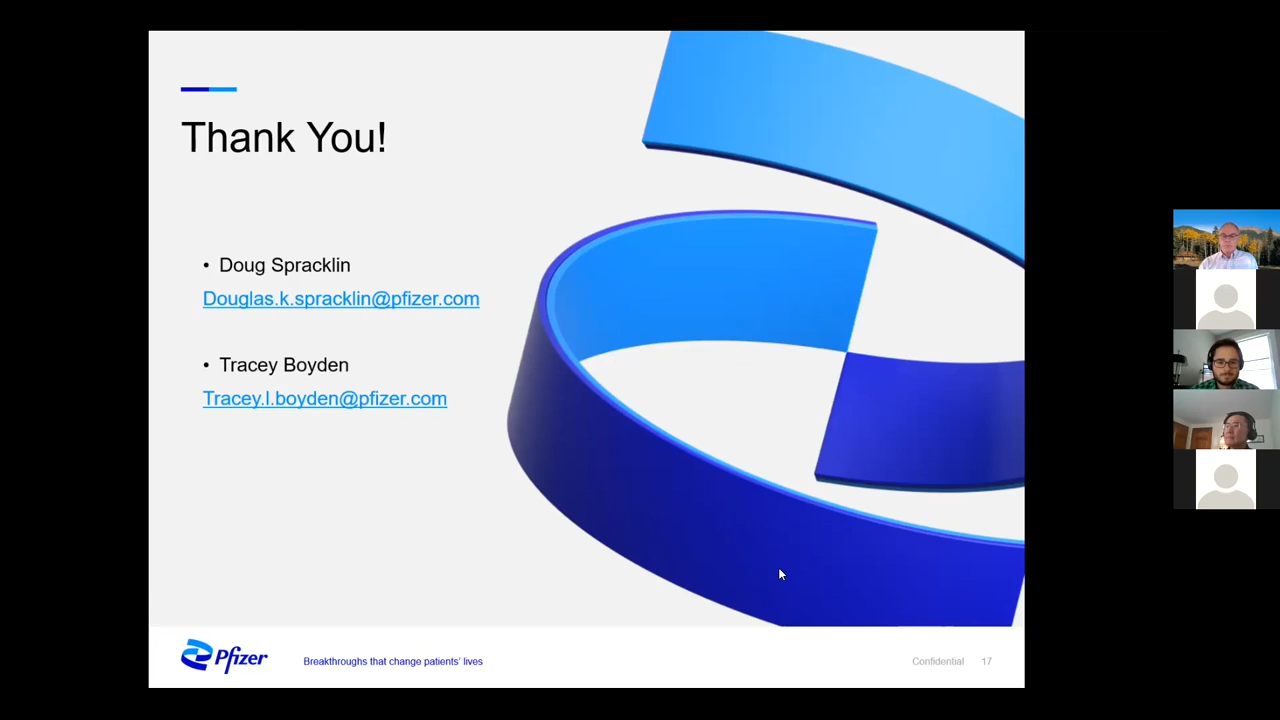 Thank You!
• Doug Spracklin
Douglas.k.spracklin@pfizer.com
• Tracey Boyden
Tracey.l.boyden@pfizer.com
Pfizer
Breakthroughs that change patients' lives
Confidential 17